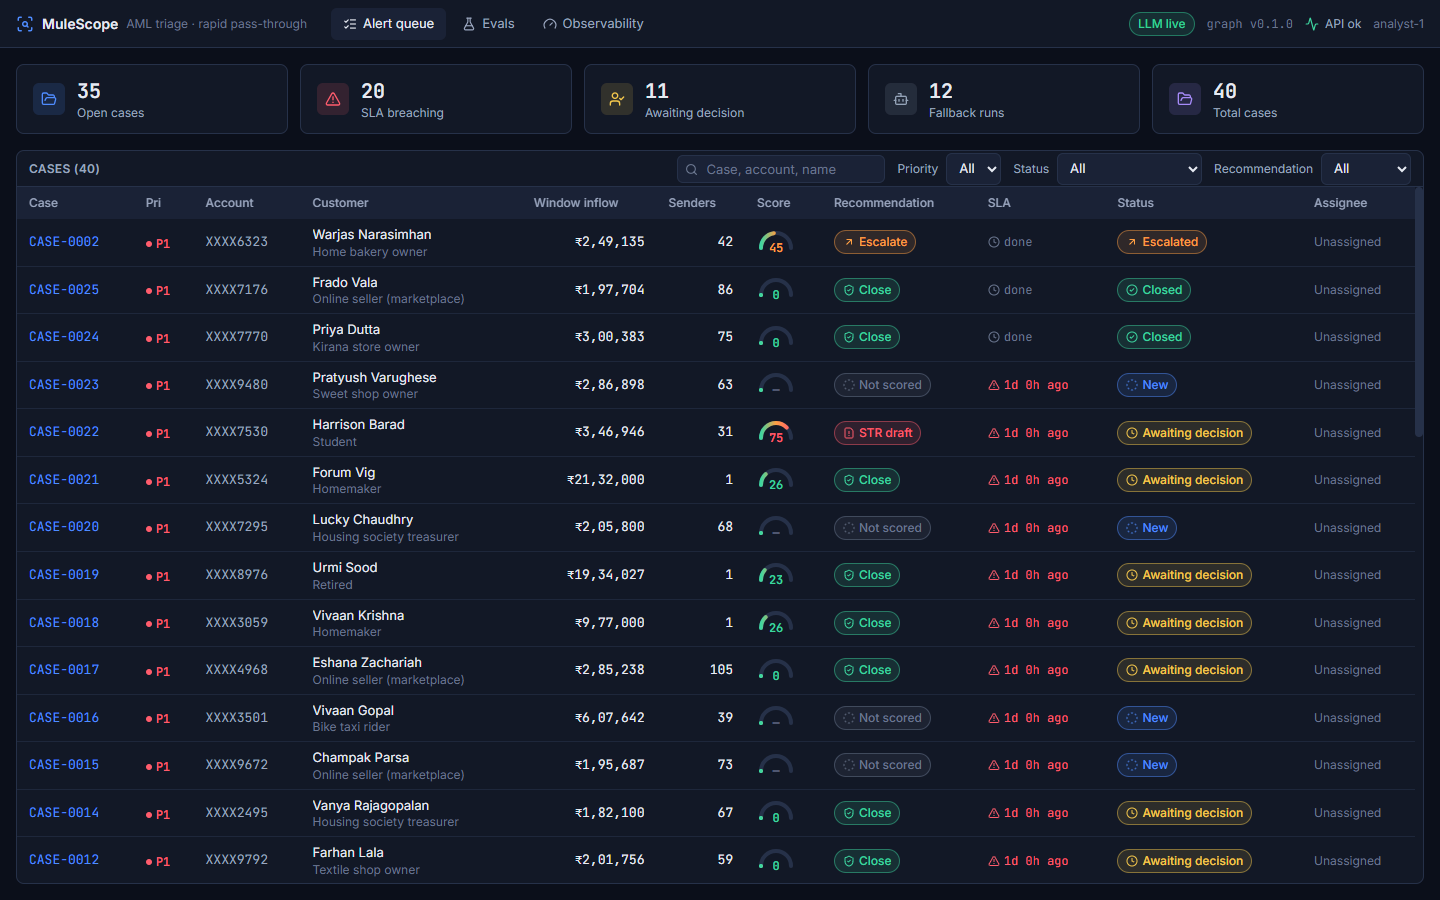 MuleScope AML triage · rapid pass-through Alert queue Evals Observability LLM live graph v0.1.0 API ok analyst-1
35
Open cases
20
SLA breaching
11
Awaiting decision
12
Fallback runs
40
Total cases
CASES (40) Case, account, name Priority All Status All Recommendation All
Case Pri Account Customer Window inflow Senders Score Recommendation SLA Status Assignee
CASE-0002 P1 XXXX6323 Warjas Narasimhan ₹2,49,135 42 45 Escalate done Escalated Unassigned
Home bakery owner
CASE-0025 P1 XXXX7176 Frado Vala ₹1,97,704 86 0 Close done Closed Unassigned
Online seller (marketplace)
CASE-0024 P1 XXXX7770 Priya Dutta ₹3,00,383 75 0 Close done Closed Unassigned
Kirana store owner
CASE-0023 P1 XXXX9480 Pratyush Varughese ₹2,86,898 63 – Not scored 1d 0h ago New Unassigned
Sweet shop owner
CASE-0022 P1 XXXX7530 Harrison Barad ₹3,46,946 31 75 STR draft 1d 0h ago Awaiting decision Unassigned
Student
CASE-0021 P1 XXXX5324 Forum Vig ₹21,32,000 1 26 Close 1d 0h ago Awaiting decision Unassigned
Homemaker
CASE-0020 P1 XXXX7295 Lucky Chaudhry ₹2,05,800 68 – Not scored 1d 0h ago New Unassigned
Housing society treasurer
CASE-0019 P1 XXXX8976 Urmi Sood ₹19,34,027 1 23 Close 1d 0h ago Awaiting decision Unassigned
Retired
CASE-0018 P1 XXXX3059 Vivaan Krishna ₹9,77,000 1 26 Close 1d 0h ago Awaiting decision Unassigned
Homemaker
CASE-0017 P1 XXXX4968 Eshana Zachariah ₹2,85,238 105 0 Close 1d 0h ago Awaiting decision Unassigned
Online seller (marketplace)
CASE-0016 P1 XXXX3501 Vivaan Gopal ₹6,07,642 39 – Not scored 1d 0h ago New Unassigned
Bike taxi rider
CASE-0015 P1 XXXX9672 Champak Parsa ₹1,95,687 73 – Not scored 1d 0h ago New Unassigned
Online seller (marketplace)
CASE-0014 P1 XXXX2495 Vanya Rajagopalan ₹1,82,100 67 0 Close 1d 0h ago Awaiting decision Unassigned
Housing society treasurer
CASE-0012 P1 XXXX9792 Farhan Lala ₹2,01,756 59 0 Close 1d 0h ago Awaiting decision Unassigned
Textile shop owner